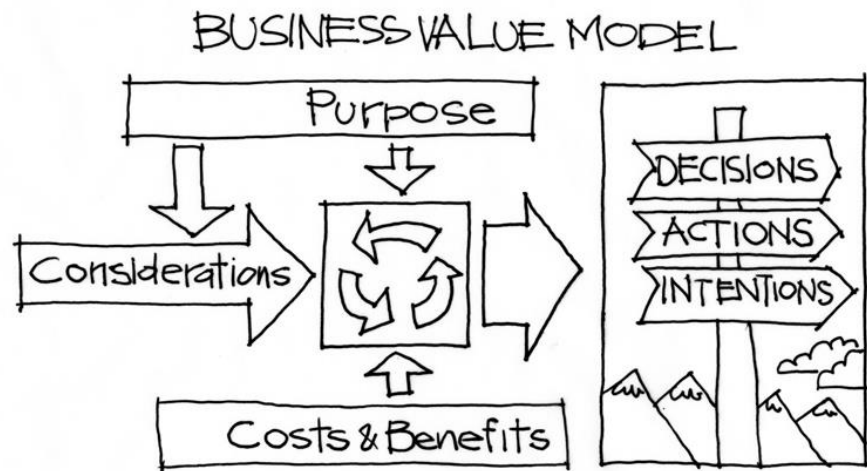 BUSINESS VALUE MODEL
Purpose
Considerations
Costs & Benefits
DECISIONS
ACTIONS
INTENTIONS